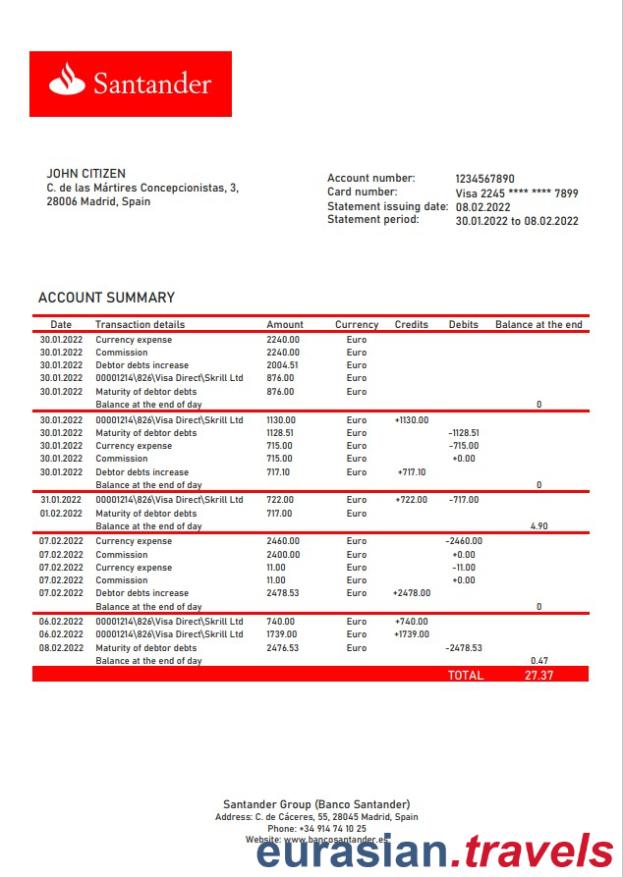 Santander
JOHN CITIZEN
C. de las Mártires Concepcionistas, 3,
28006 Madrid, Spain
Account number: 1234567890
Card number: Visa 2245 **** **** 7899
Statement issuing date: 08.02.2022
Statement period: 30.01.2022 to 08.02.2022
ACCOUNT SUMMARY
Date Transaction details Amount Currency Credits Debits Balance at the end
30.01.2022 Currency expense 2240.00 Euro
30.01.2022 Commission 2240.00 Euro
30.01.2022 Debtor debts increase 2004.51 Euro
30.01.2022 00001214\826\Visa Direct\Skrill Ltd 876.00 Euro
30.01.2022 Maturity of debtor debts 876.00 Euro
Balance at the end of day 0
30.01.2022 00001214\826\Visa Direct\Skrill Ltd 1130.00 Euro +1130.00
30.01.2022 Maturity of debtor debts 1128.51 Euro -1128.51
30.01.2022 Currency expense 715.00 Euro -715.00
30.01.2022 Commission 715.00 Euro +0.00
30.01.2022 Debtor debts increase 717.10 Euro +717.10
Balance at the end of day 0
31.01.2022 00001214\826\Visa Direct\Skrill Ltd 722.00 Euro +722.00 -717.00
01.02.2022 Maturity of debtor debts 717.00 Euro
Balance at the end of day 4.90
07.02.2022 Currency expense 2460.00 Euro -2460.00
07.02.2022 Commission 2400.00 Euro +0.00
07.02.2022 Currency expense 11.00 Euro -11.00
07.02.2022 Commission 11.00 Euro +0.00
07.02.2022 Debtor debts increase 2478.53 Euro +2478.00
Balance at the end of day 0
06.02.2022 00001214\826\Visa Direct\Skrill Ltd 740.00 Euro +740.00
06.02.2022 00001214\826\Visa Direct\Skrill Ltd 1739.00 Euro +1739.00
08.02.2022 Maturity of debtor debts 2476.53 Euro -2478.53
Balance at the end of day 0.47
TOTAL 27.37
Santander Group (Banco Santander)
Address: C. de Cáceres, 55, 28045 Madrid, Spain
Phone: +34 914 74 10 25
Website: www.bancosantander.es
eurasian.travels